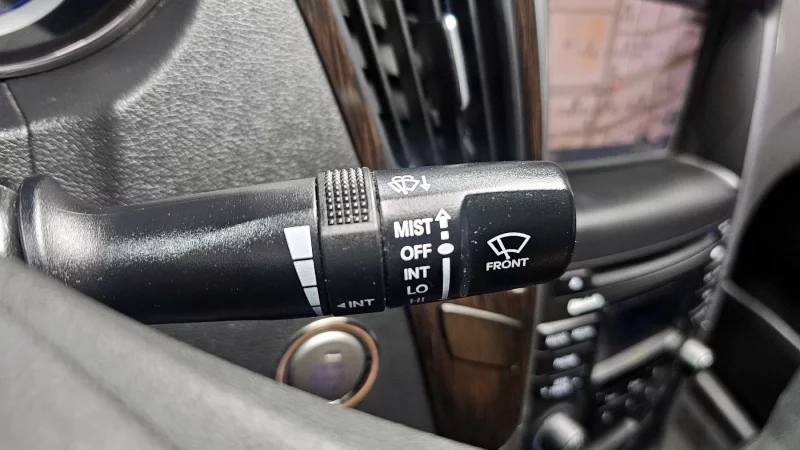 MIST
OFF
INT
LO
HI
◄INT
FRONT